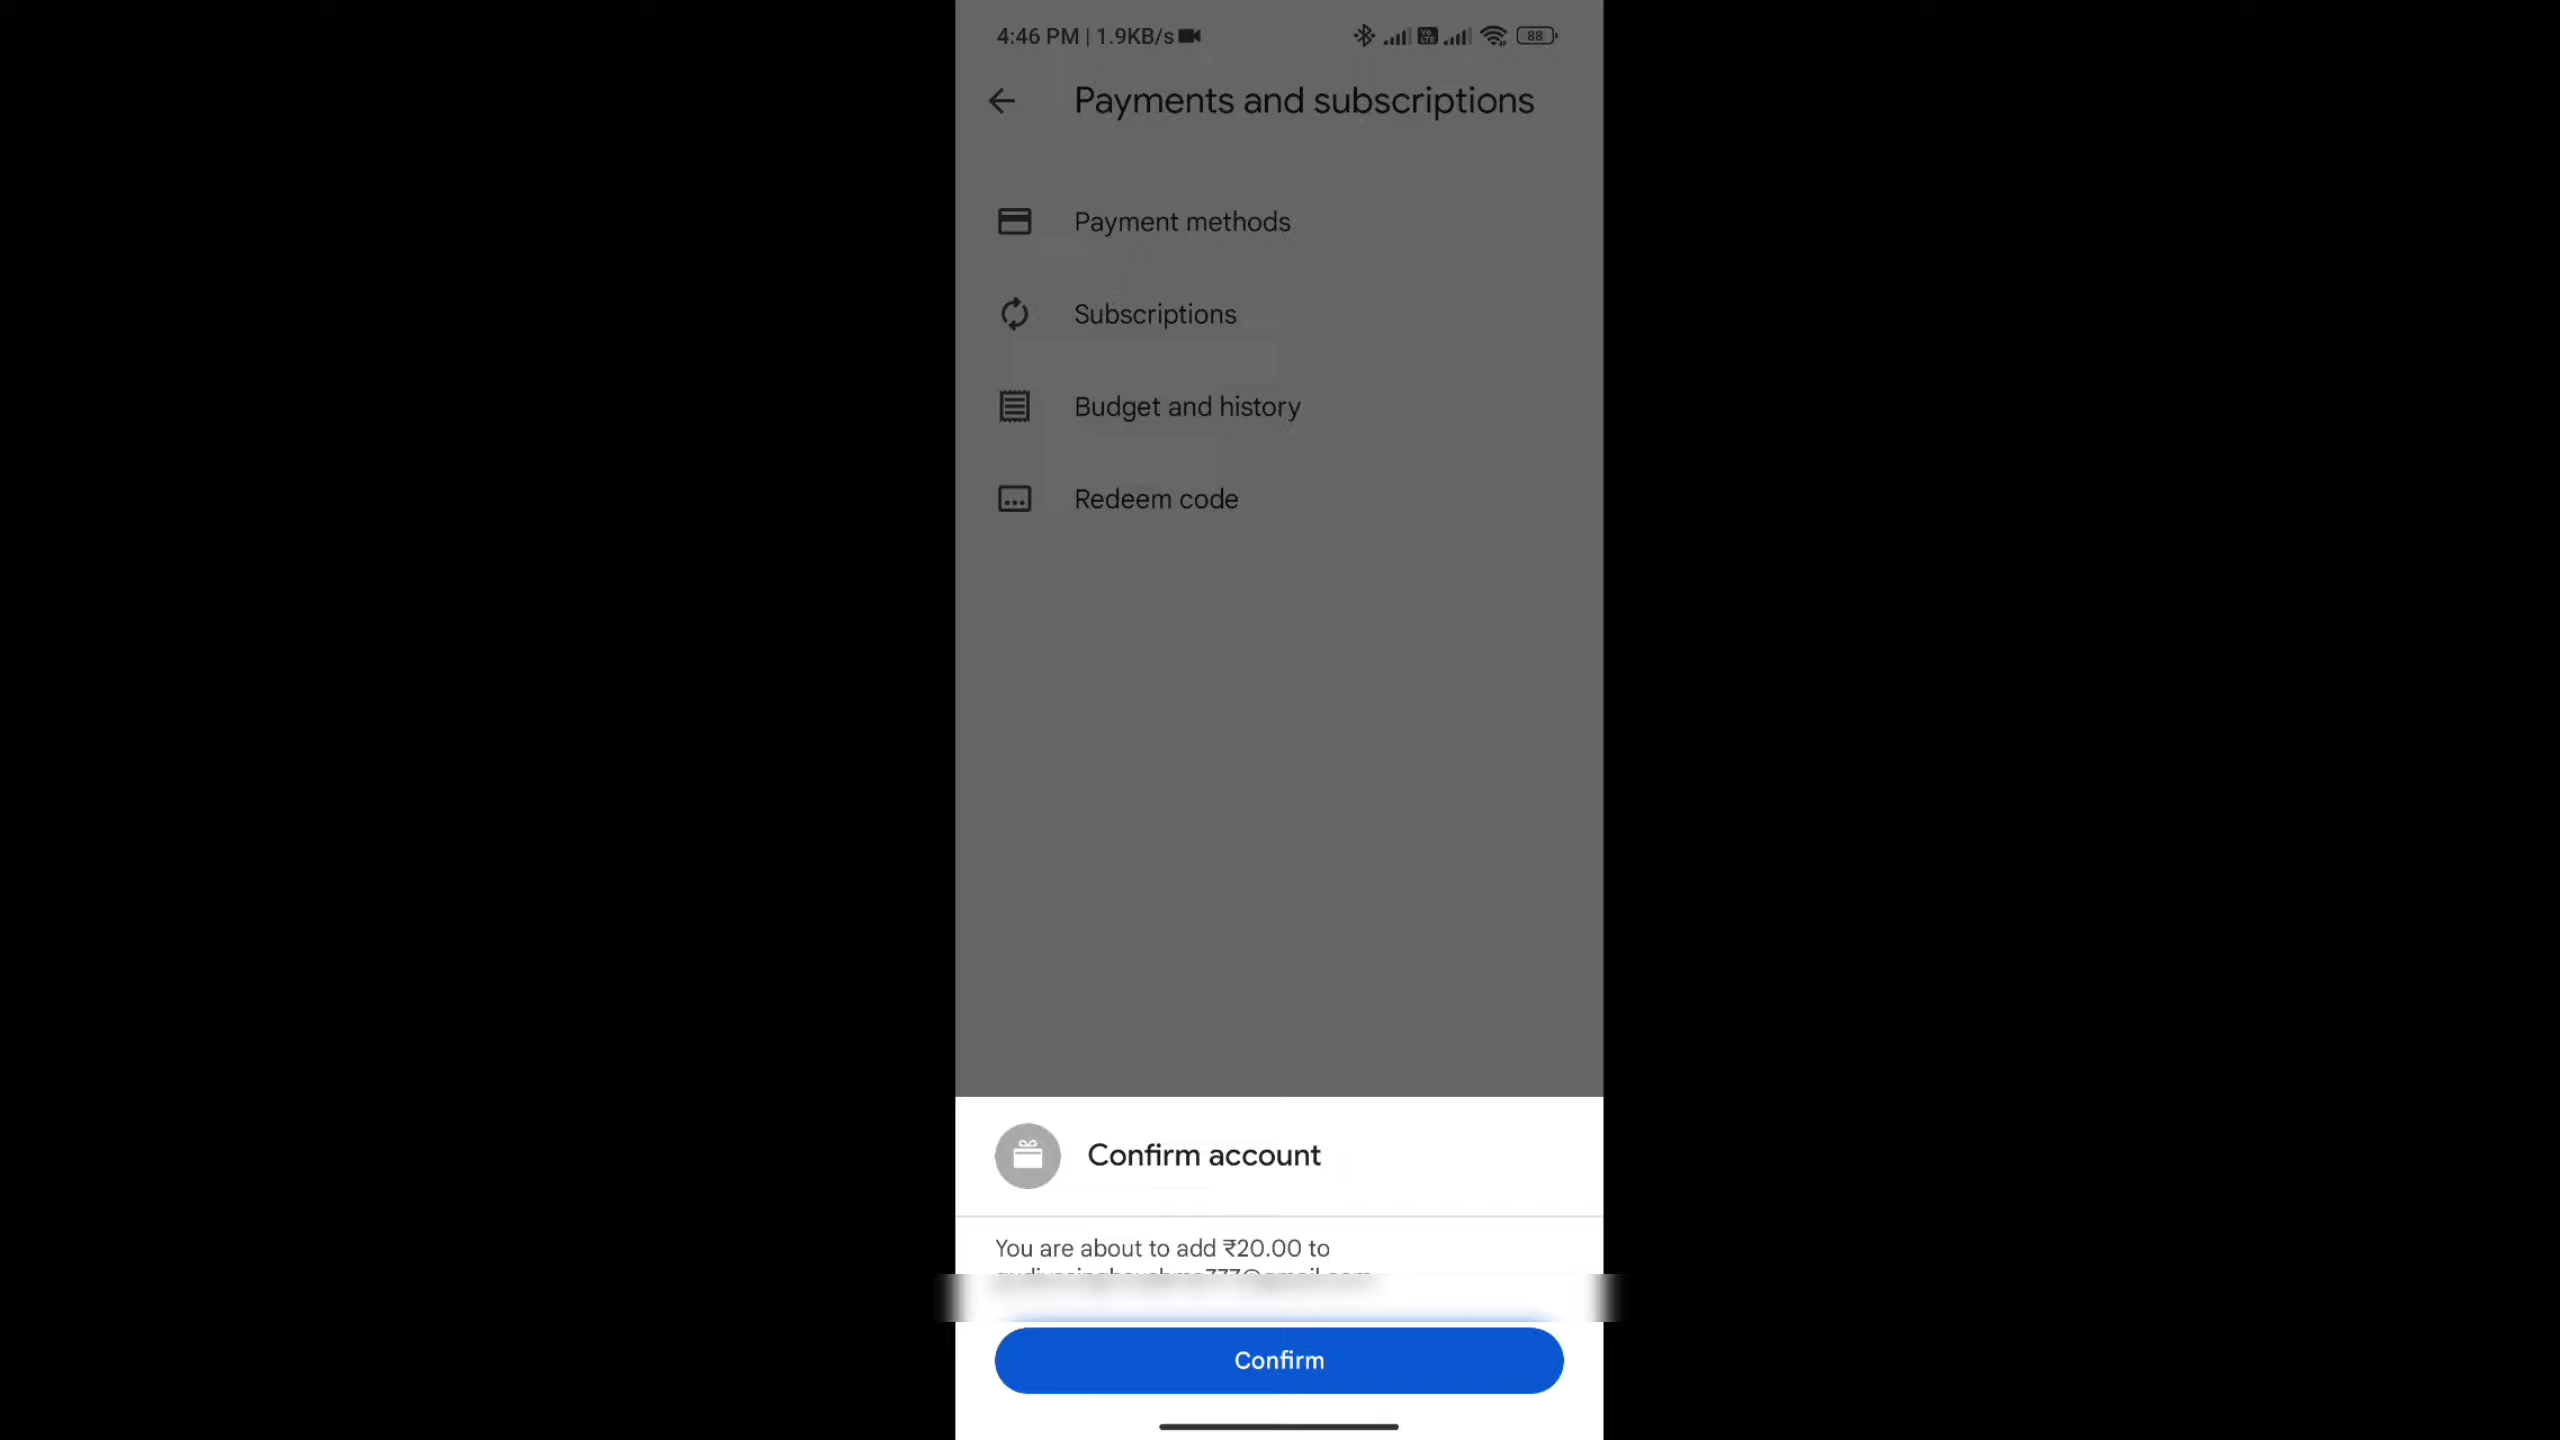 4:46 PM | 1.9KB/s
88
Payments and subscriptions
Payment methods
Subscriptions
Budget and history
Redeem code
Confirm account
You are about to add ₹20.00 to
Confirm